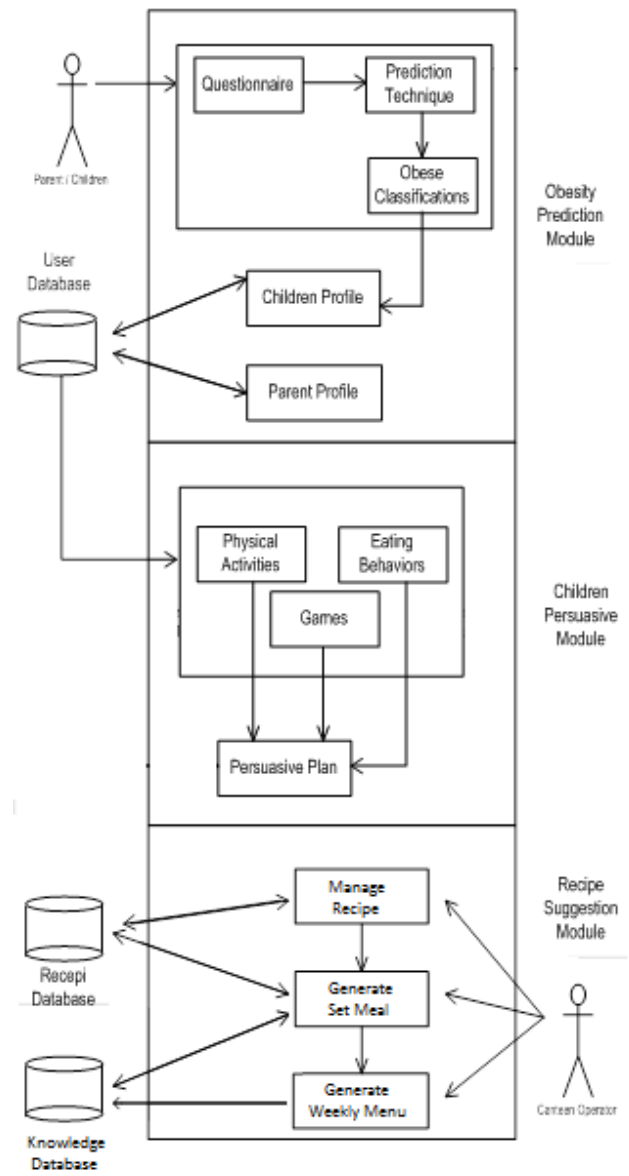 Questionnaire
Prediction
Technique
Obese
Classifications
Parent / Children
Obesity
Prediction
Module
User
Database
Children Profile
Parent Profile
Physical
Activities
Eating
Behaviors
Games
Children
Persuasive
Module
Persuasive Plan
Manage
Recipe
Recipe
Suggestion
Module
Recepi
Database
Generate
Set Meal
Generate
Weekly Menu
Canteen Operator
Knowledge
Database